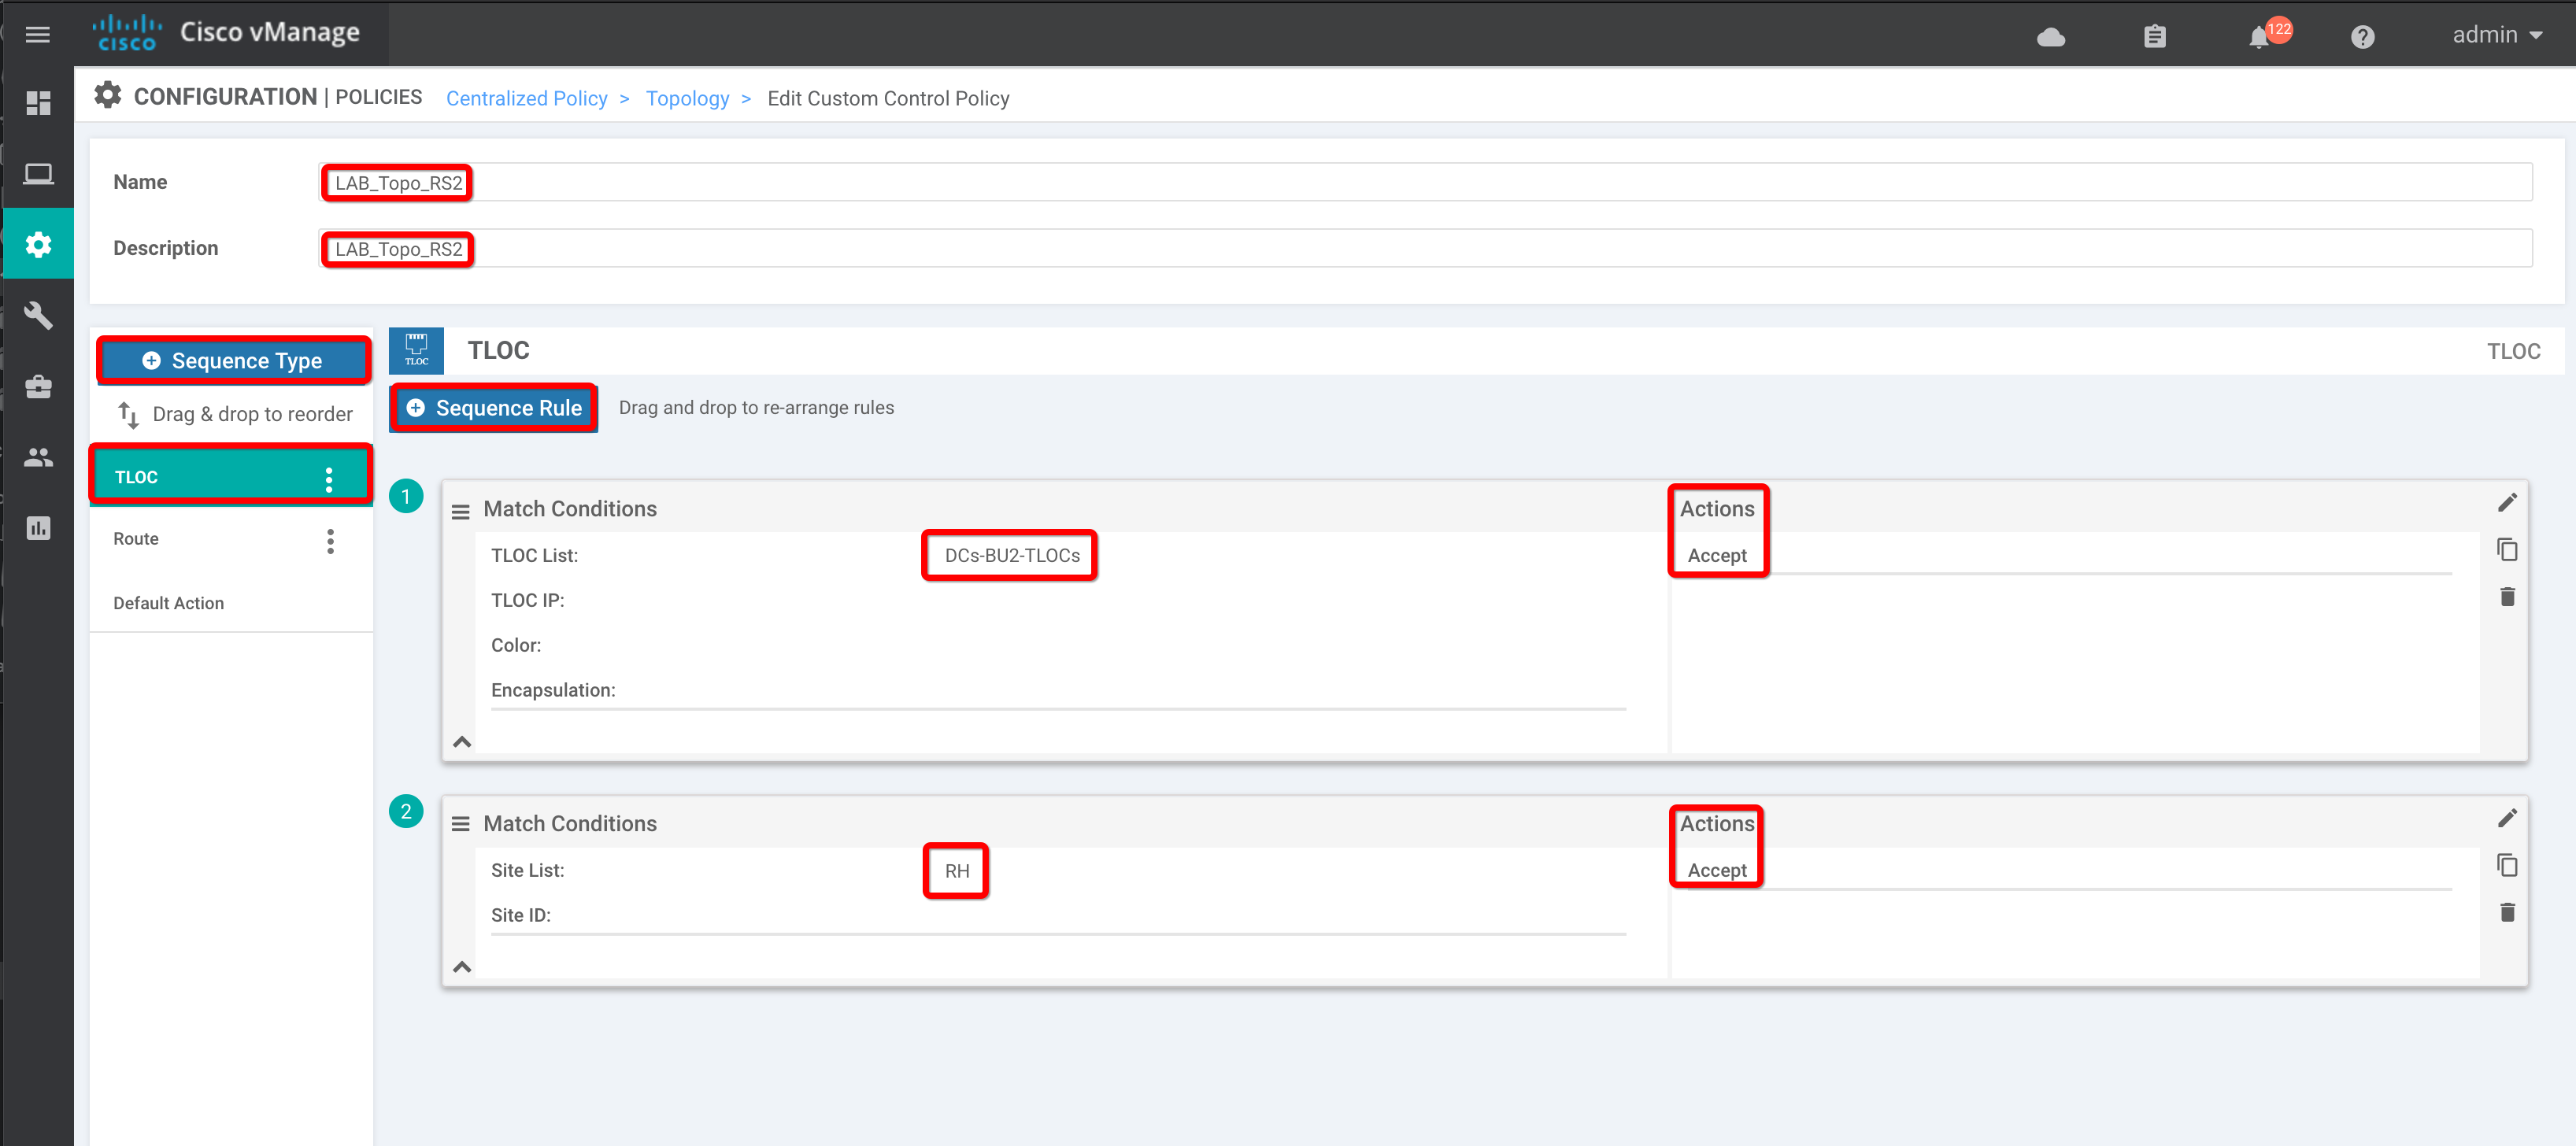 CISCO
Cisco vManage
122
admin
CONFIGURATION | POLICIES Centralized Policy > Topology > Edit Custom Control Policy
Name LAB_Topo_RS2
Description LAB_Topo_RS2
Sequence Type
Drag & drop to reorder
TLOC
Route
Default Action
TLOC
TLOC
TLOC
Sequence Rule
Drag and drop to re-arrange rules
1
Match Conditions
Actions
TLOC List: DCs-BU2-TLOCs
Accept
TLOC IP:
Color:
Encapsulation:
2
Match Conditions
Actions
Site List: RH
Accept
Site ID: